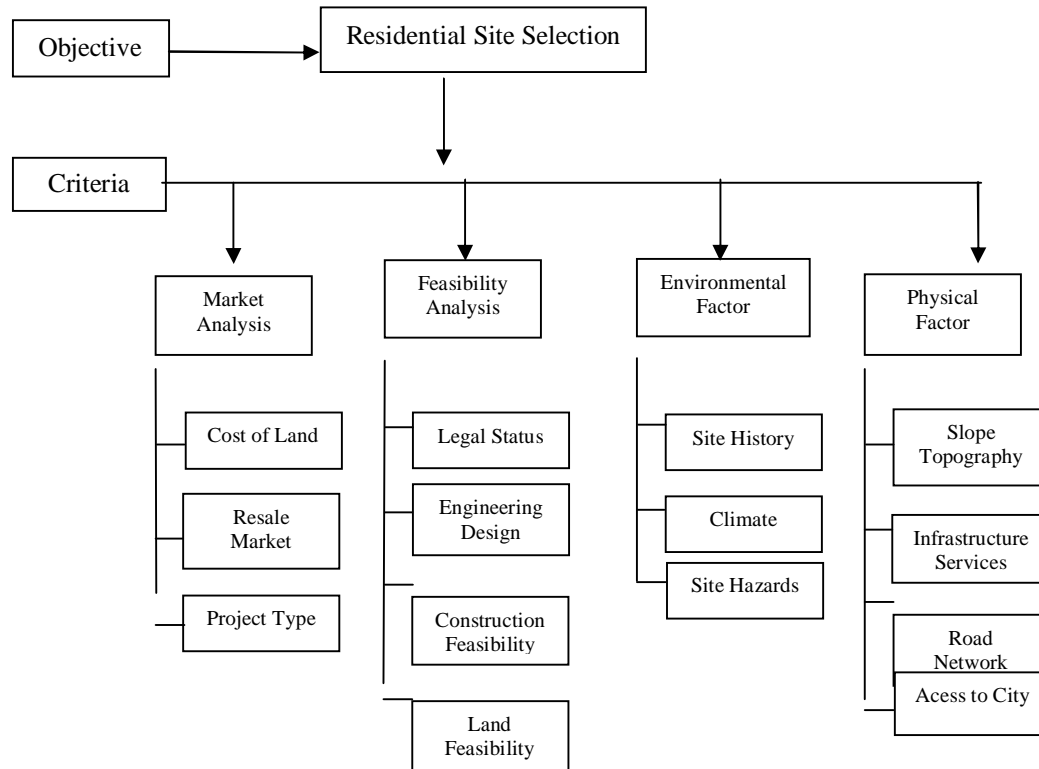 Objective
Residential Site Selection
Criteria
Market
Analysis
Feasibility
Analysis
Environmental
Factor
Physical
Factor
Cost of Land
Resale
Market
Project Type
Legal Status
Engineering
Design
Construction
Feasibility
Land
Feasibility
Site History
Climate
Site Hazards
Slope
Topography
Infrastructure
Services
Road
Network
Acess to City